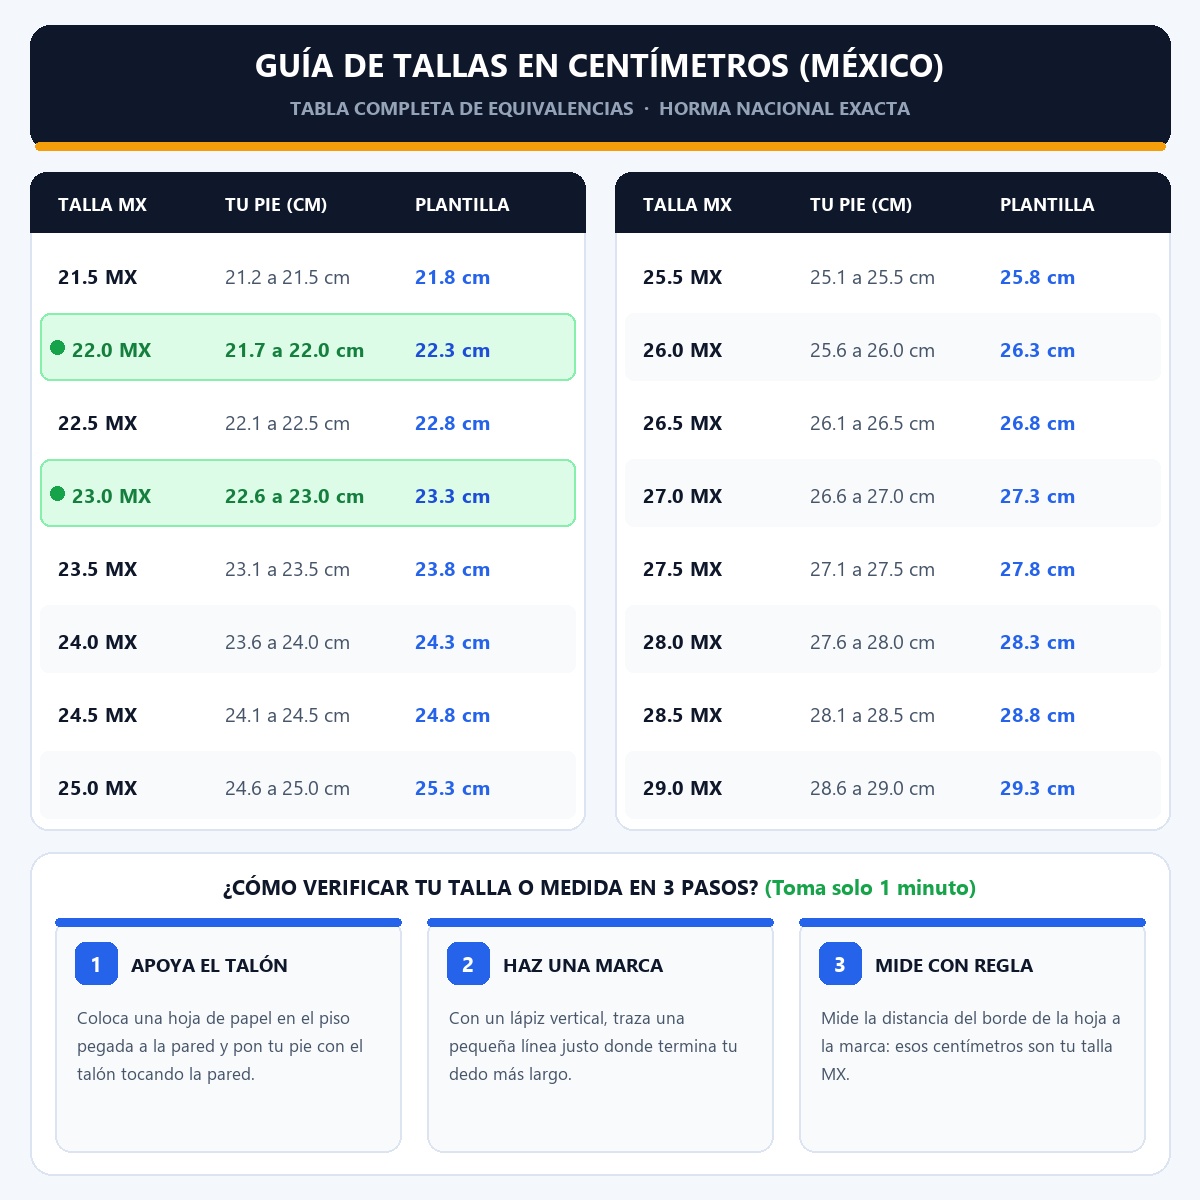 GUÍA DE TALLAS EN CENTÍMETROS (MÉXICO)
TABLA COMPLETA DE EQUIVALENCIAS · HORMA NACIONAL EXACTA
TALLA MX TU PIE (CM) PLANTILLA
21.5 MX 21.2 a 21.5 cm 21.8 cm
22.0 MX 21.7 a 22.0 cm 22.3 cm
22.5 MX 22.1 a 22.5 cm 22.8 cm
23.0 MX 22.6 a 23.0 cm 23.3 cm
23.5 MX 23.1 a 23.5 cm 23.8 cm
24.0 MX 23.6 a 24.0 cm 24.3 cm
24.5 MX 24.1 a 24.5 cm 24.8 cm
25.0 MX 24.6 a 25.0 cm 25.3 cm
TALLA MX TU PIE (CM) PLANTILLA
25.5 MX 25.1 a 25.5 cm 25.8 cm
26.0 MX 25.6 a 26.0 cm 26.3 cm
26.5 MX 26.1 a 26.5 cm 26.8 cm
27.0 MX 26.6 a 27.0 cm 27.3 cm
27.5 MX 27.1 a 27.5 cm 27.8 cm
28.0 MX 27.6 a 28.0 cm 28.3 cm
28.5 MX 28.1 a 28.5 cm 28.8 cm
29.0 MX 28.6 a 29.0 cm 29.3 cm
¿CÓMO VERIFICAR TU TALLA O MEDIDA EN 3 PASOS? (Toma solo 1 minuto)
1 APOYA EL TALÓN
Coloca una hoja de papel en el piso
pegada a la pared y pon tu pie con el
talón tocando la pared.
2 HAZ UNA MARCA
Con un lápiz vertical, traza una
pequeña línea justo donde termina tu
dedo más largo.
3 MIDE CON REGLA
Mide la distancia del borde de la hoja a
la marca: esos centímetros son tu talla
MX.